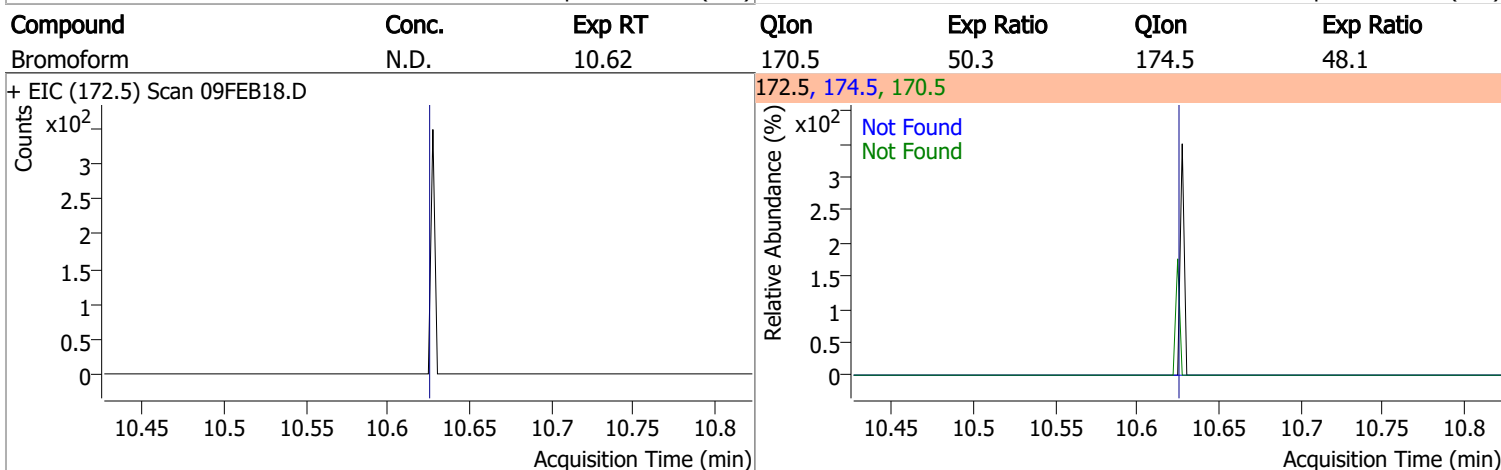 Compound Conc. Exp RT QIon Exp Ratio QIon Exp Ratio
Bromoform N.D. 10.62 170.5 50.3 174.5 48.1
+ EIC (172.5) Scan 09FEB18.D
Counts
x10²
3
2.5
2
1.5
1
0.5
0
10.45 10.5 10.55 10.6 10.65 10.7 10.75 10.8
Acquisition Time (min)
172.5, 174.5, 170.5
Relative Abundance (%)
x10²
Not Found
Not Found
3
2.5
2
1.5
1
0.5
0
10.45 10.5 10.55 10.6 10.65 10.7 10.75 10.8
Acquisition Time (min)